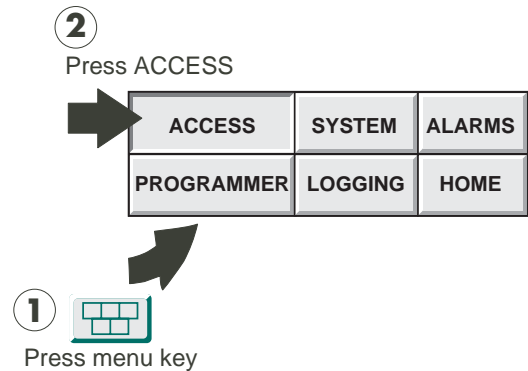 2
Press ACCESS
ACCESS SYSTEM ALARMS
PROGRAMMER LOGGING HOME
1
Press menu key